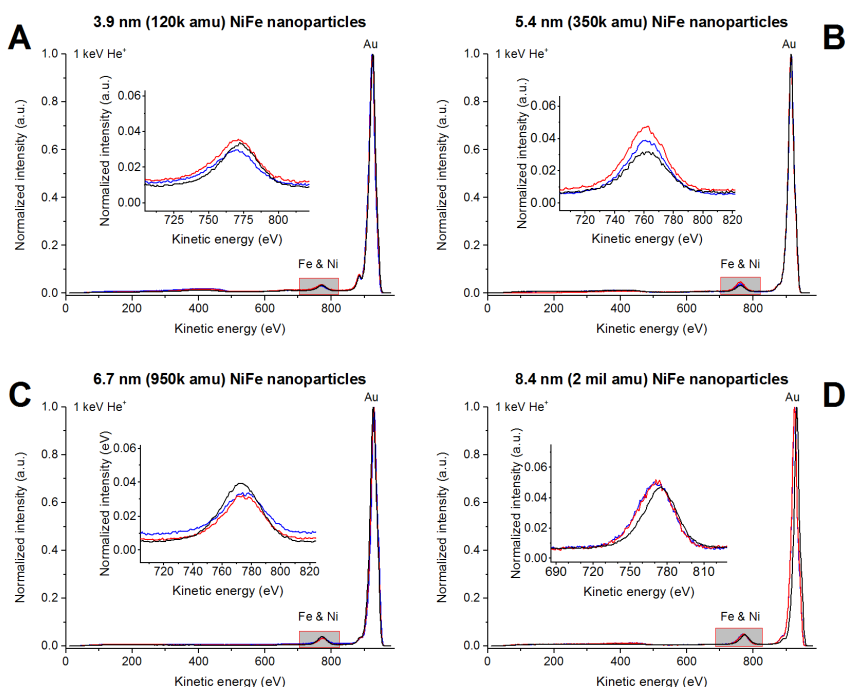 A
3.9 nm (120k amu) NiFe nanoparticles
Au
1 keV He⁺
Normalized intensity (a.u.)
1.0
0.8
0.6
0.4
0.2
0.0
0 200 400 600 800
Kinetic energy (eV)
Fe & Ni
Normalized intensity (a.u.)
0.06
0.04
0.02
0.00
725 750 775 800
Kinetic energy (eV)
5.4 nm (350k amu) NiFe nanoparticles
B
Au
1 keV He⁺
Normalized intensity (a.u.)
1.0
0.8
0.6
0.4
0.2
0.0
0 200 400 600 800
Kinetic energy (eV)
Fe & Ni
Normalized intensity (a.u.)
0.06
0.04
0.02
0.00
720 740 760 780 800 820
Kinetic energy (eV)
C
6.7 nm (950k amu) NiFe nanoparticles
Au
1 keV He⁺
Normalized intensity (a.u.)
1.0
0.8
0.6
0.4
0.2
0.0
0 200 400 600 800
Kinetic energy (eV)
Fe & Ni
Normalized intensity (eV)
0.06
0.04
0.02
0.00
720 740 760 780 800 820
Kinetic energy (eV)
8.4 nm (2 mil amu) NiFe nanoparticles
D
Au
1 keV He⁺
Normalized intensity (a.u.)
1.0
0.8
0.6
0.4
0.2
0.0
0 200 400 600 800
Kinetic energy (eV)
Fe & Ni
Normalized intensity (a.u.)
0.06
0.04
0.02
0.00
690 720 750 780 810
Kinetic energy (eV)